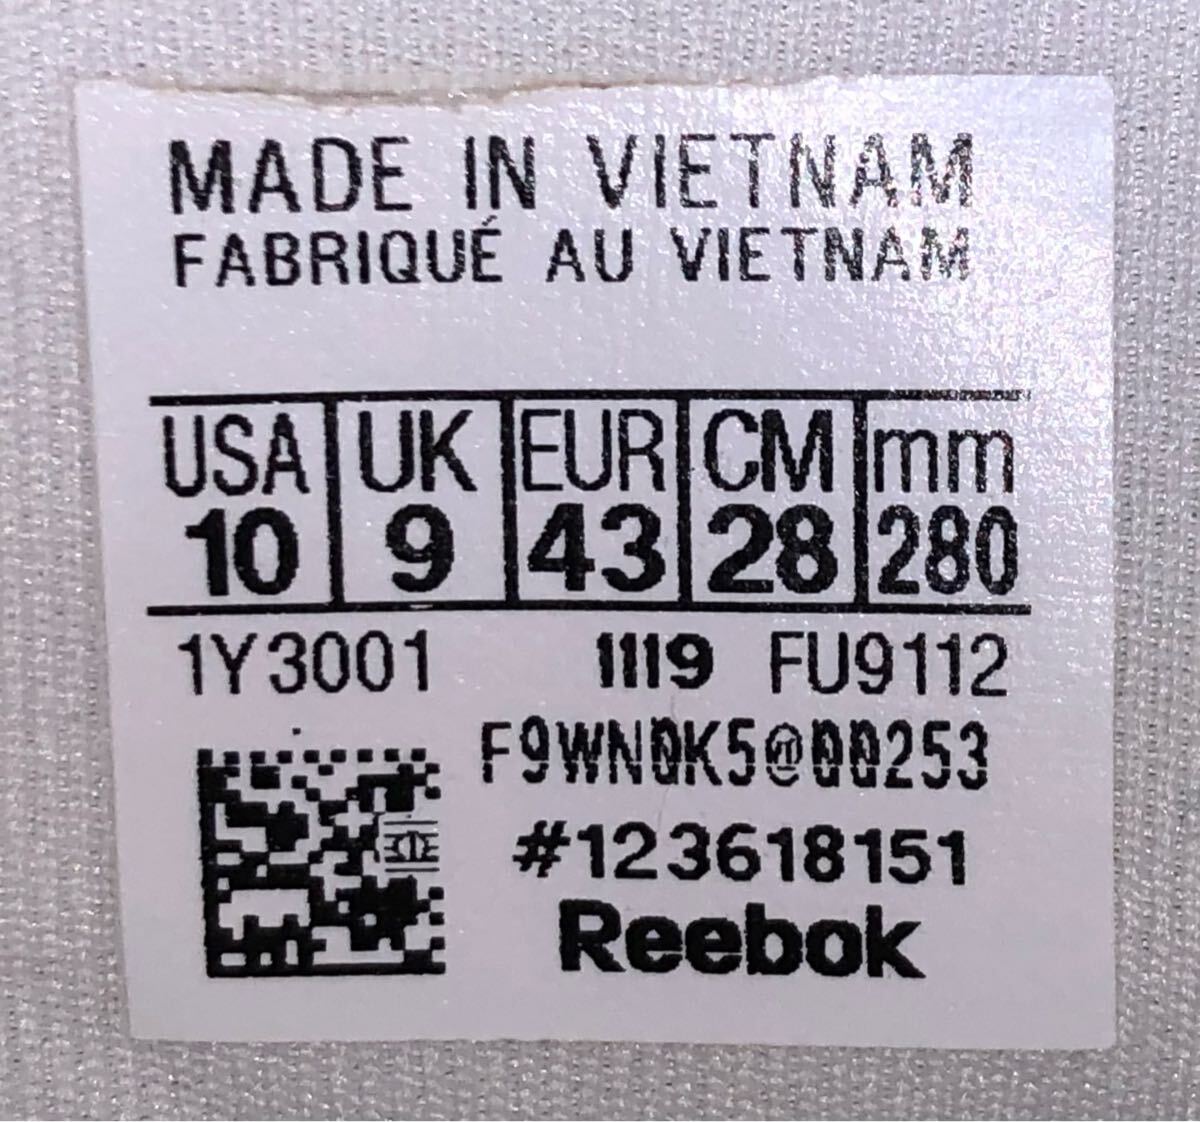 MADE IN VIETNAM
FABRIQUÉ AU VIETNAM
USA UK EUR CM mm
10 9 43 28 280
1Y3001 1119 FU9112
F9WN0K5@00253
#123618151
Reebok